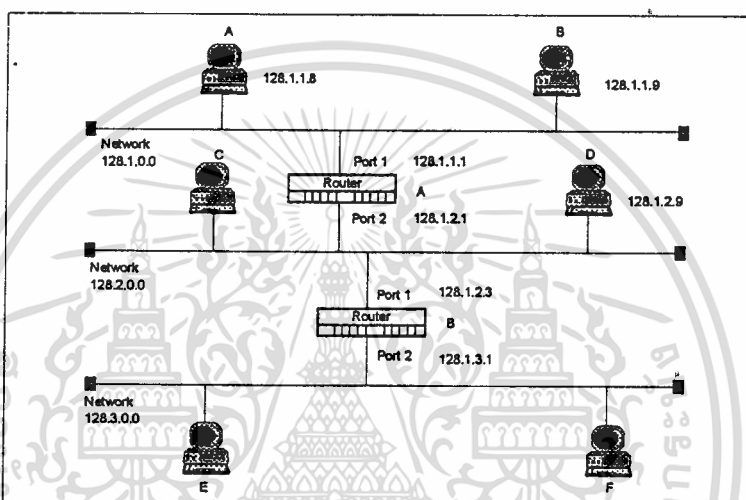 A
B
128.1.1.8
128.1.1.9
Network
128.1.0.0
Port 1
128.1.1.1
C
D
Router
A
128.1.2.9
Port 2
128.1.2.1
Network
128.2.0.0
Port 1
128.1.2.3
Router
B
Port 2
128.1.3.1
Network
128.3.0.0
E
F